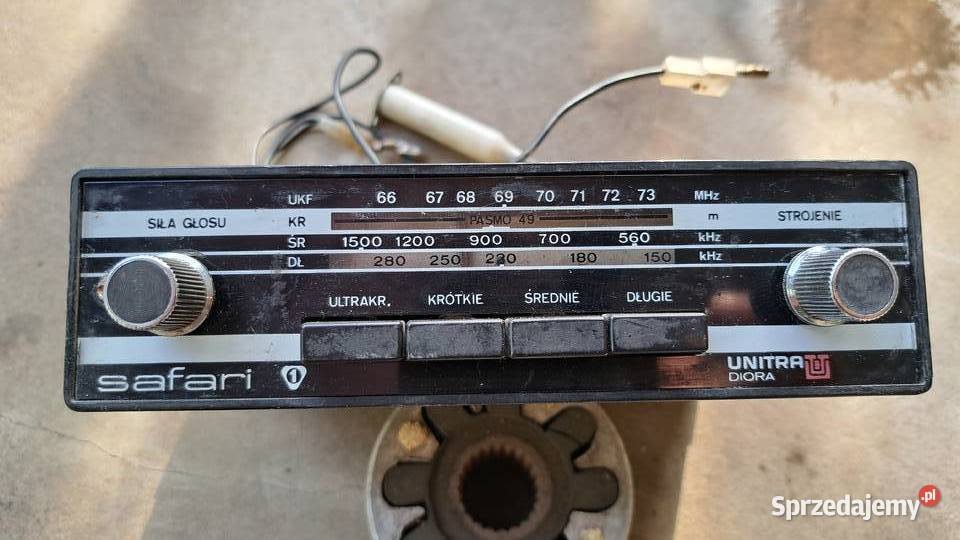 UKF 66 67 68 69 70 71 72 73 MHz
SIŁA GŁOSU KR PASMO 49 m STROJENIE
ŚR 1500 1200 900 700 560 kHz
DŁ 280 250 220 180 150 kHz
ULTRAKR. KRÓTKIE ŚREDNIE DŁUGIE
safari 1 UNITRA
DIORA
Sprzedajemy.pl